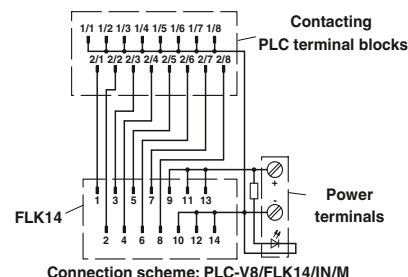 Contacting
PLC terminal blocks
1/1 1/2 1/3 1/4 1/5 1/6 1/7 1/8
2/1 2/2 2/3 2/4 2/5 2/6 2/7 2/8
1 3 5 7 9 11 13
+
-
Power
terminals
FLK14
2 4 6 8 10 12 14
Connection scheme: PLC-V8/FLK14/IN/M